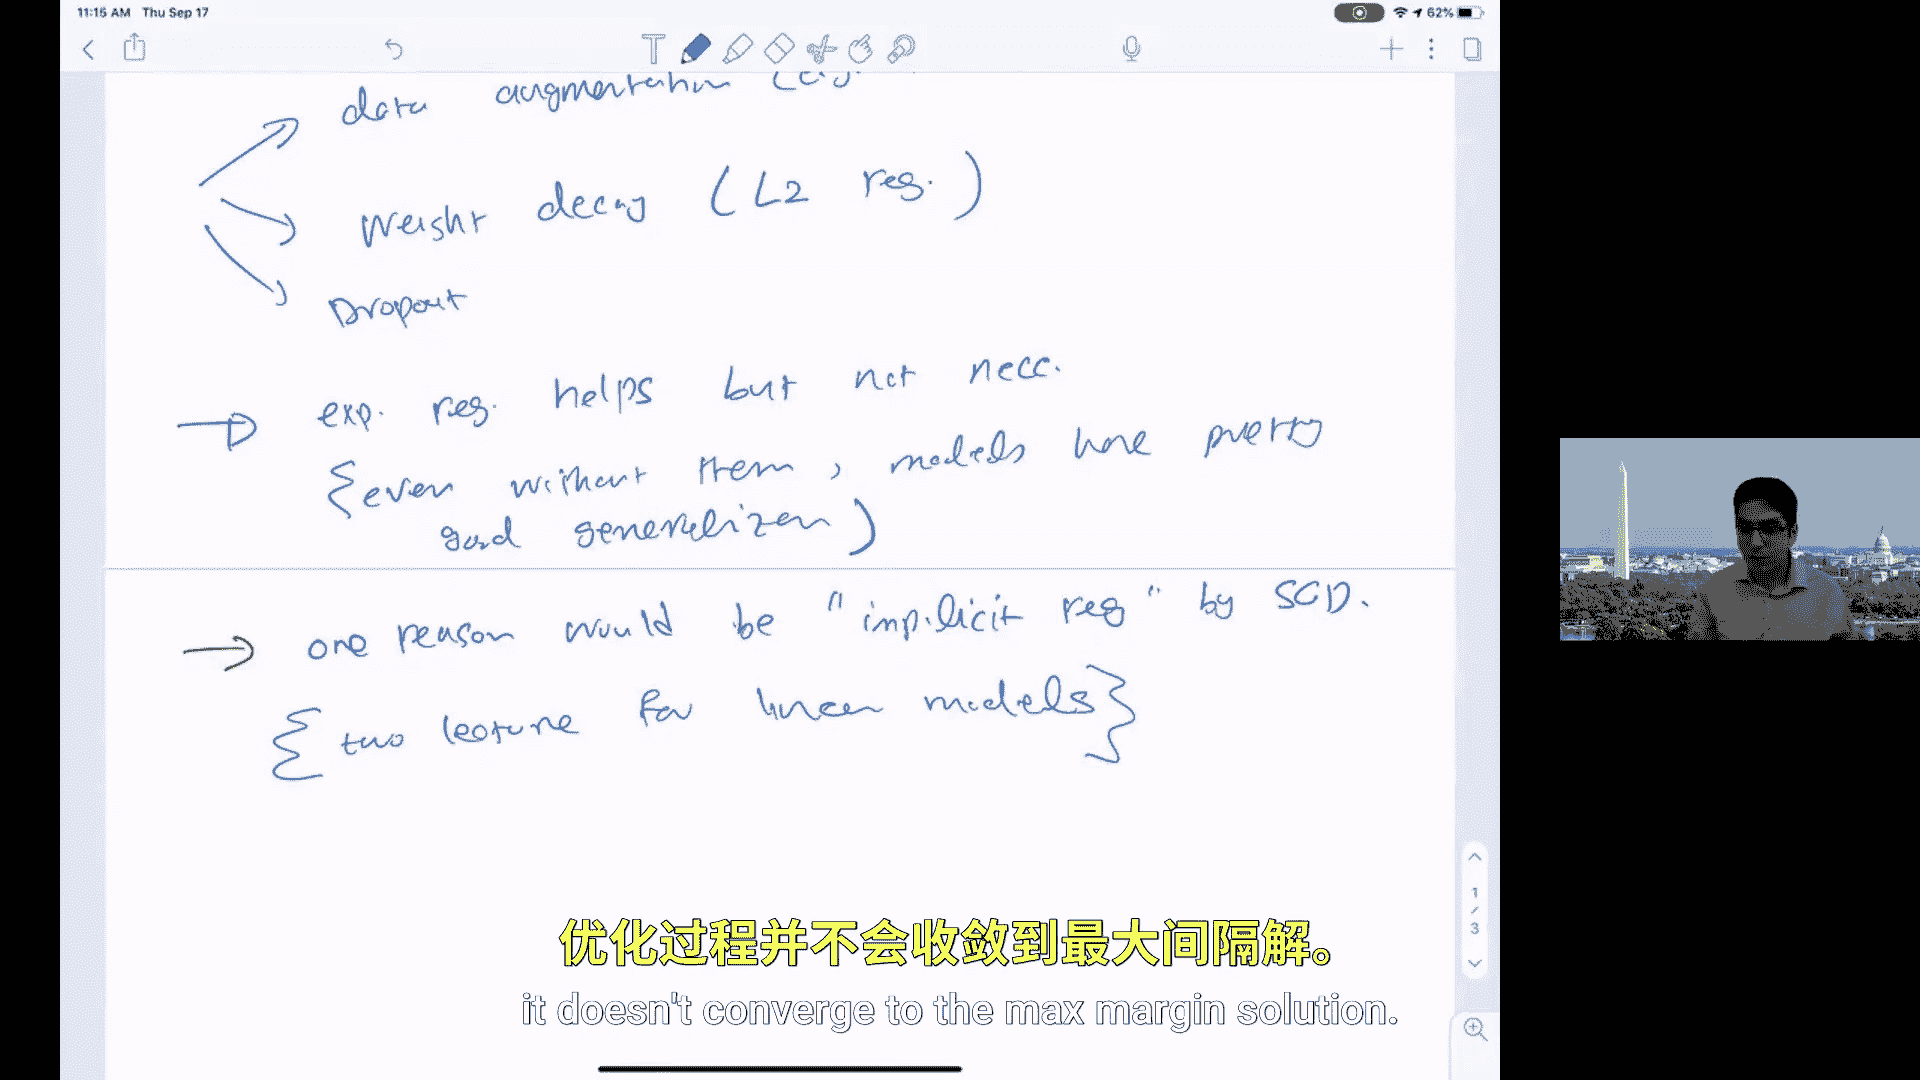 11:15 AM Thu Sep 17
62%
data augmentation (e.g.
Weight decay (L2 reg.)
Dropout
exp. reg. helps but not necc.
{even without them, models have pretty
good generalizan)
one reason would be "implicit reg" by SGD.
{two lecture for linear models}
1
/
3
优化过程并不会收敛到最大间隔解。
it doesn't converge to the max margin solution.